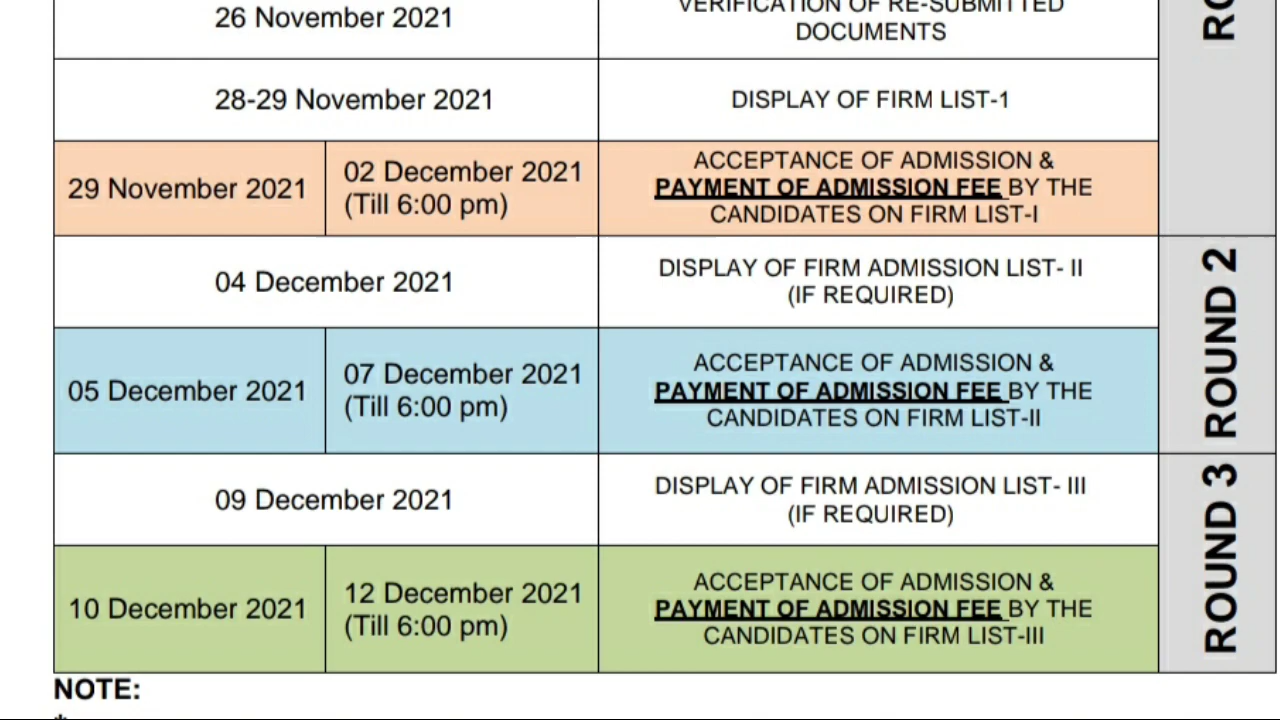 26 November 2021
VERIFICATION OF RE-SUBMITTED
DOCUMENTS
28-29 November 2021
DISPLAY OF FIRM LIST-1
29 November 2021
02 December 2021
(Till 6:00 pm)
ACCEPTANCE OF ADMISSION &
PAYMENT OF ADMISSION FEE BY THE
CANDIDATES ON FIRM LIST-I
04 December 2021
DISPLAY OF FIRM ADMISSION LIST- II
(IF REQUIRED)
ROUND 2
05 December 2021
07 December 2021
(Till 6:00 pm)
ACCEPTANCE OF ADMISSION &
PAYMENT OF ADMISSION FEE BY THE
CANDIDATES ON FIRM LIST-II
09 December 2021
DISPLAY OF FIRM ADMISSION LIST- III
(IF REQUIRED)
ROUND 3
10 December 2021
12 December 2021
(Till 6:00 pm)
ACCEPTANCE OF ADMISSION &
PAYMENT OF ADMISSION FEE BY THE
CANDIDATES ON FIRM LIST-III
NOTE: